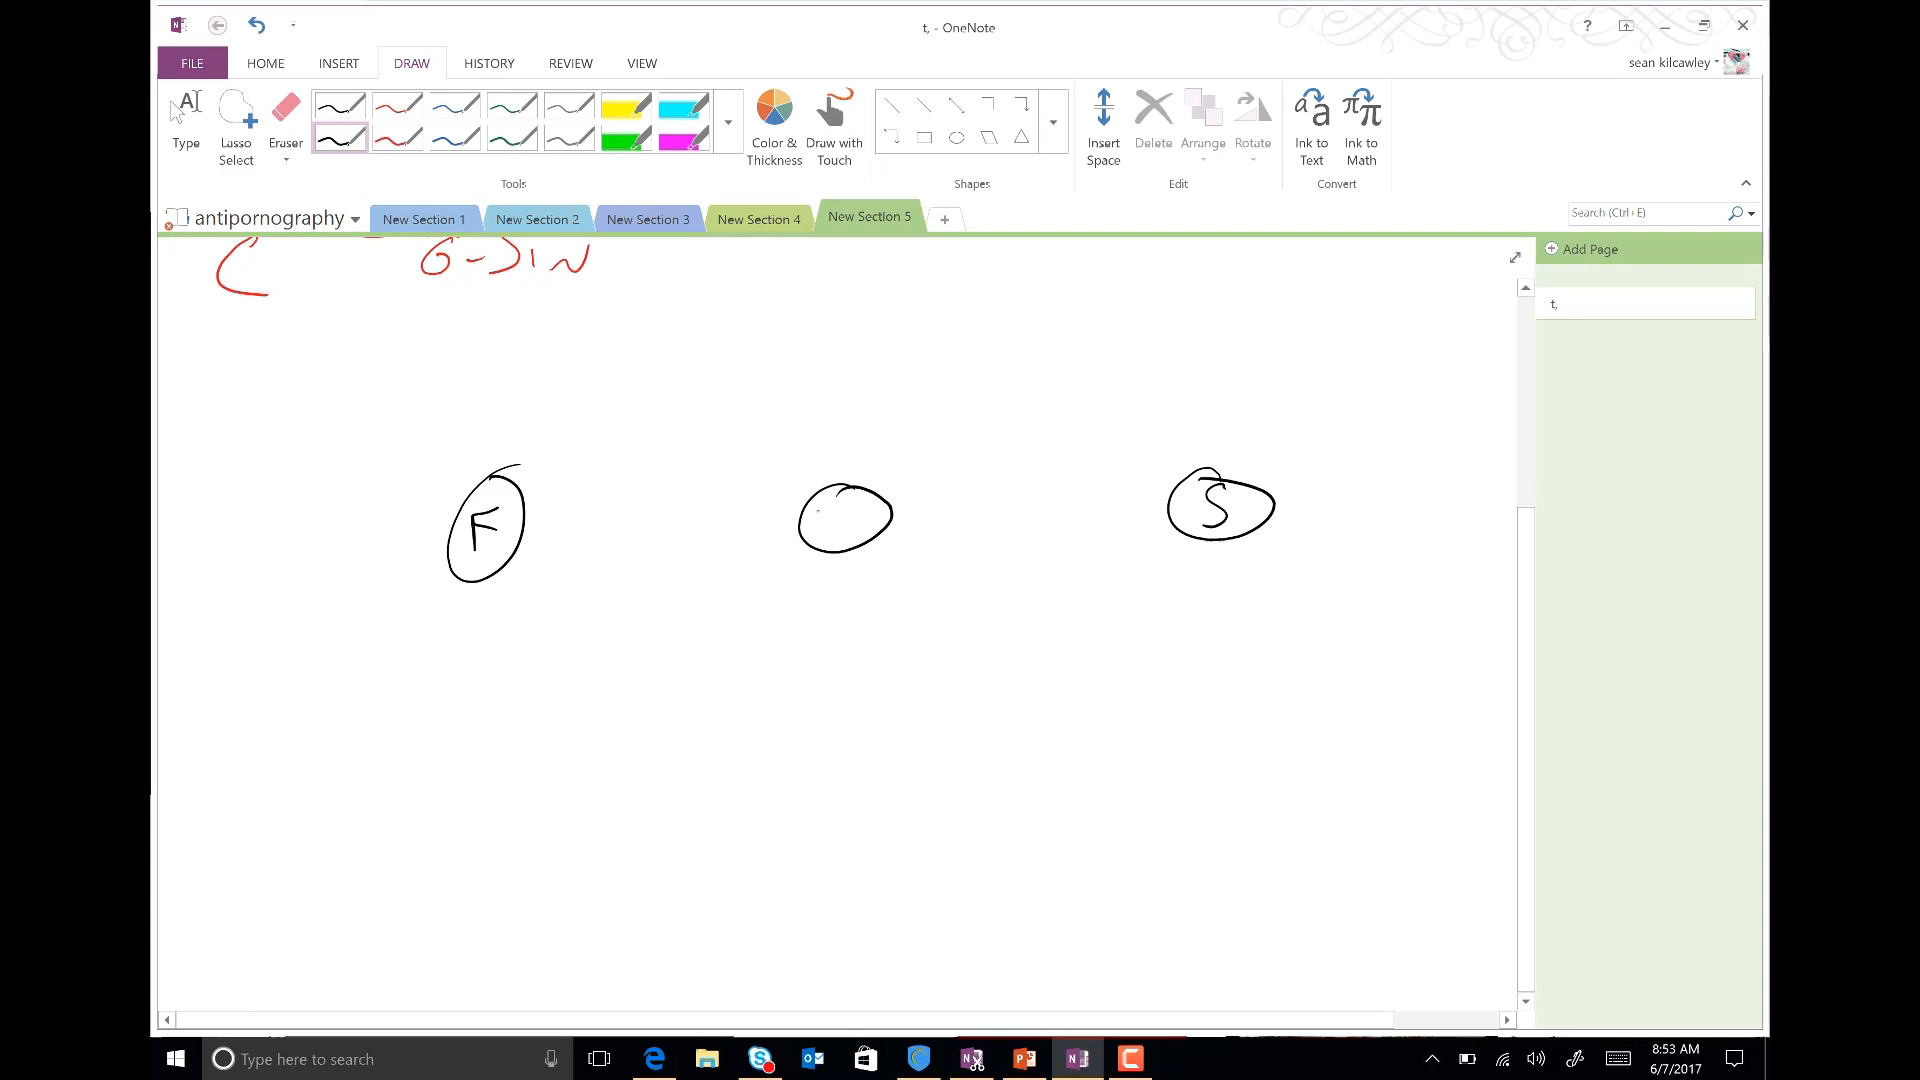 t, - OneNote
?
FILE HOME INSERT DRAW HISTORY REVIEW VIEW
sean kilcawley
Type
Lasso Select
Eraser
Color & Thickness
Draw with Touch
Insert Space
Delete
Arrange
Rotate
Ink to Text
Ink to Math
Tools
Shapes
Edit
Convert
antipornography
New Section 1
New Section 2
New Section 3
New Section 4
New Section 5
Search (Ctrl+E)
Add Page
t,
F
S
Type here to search
8:53 AM
6/7/2017